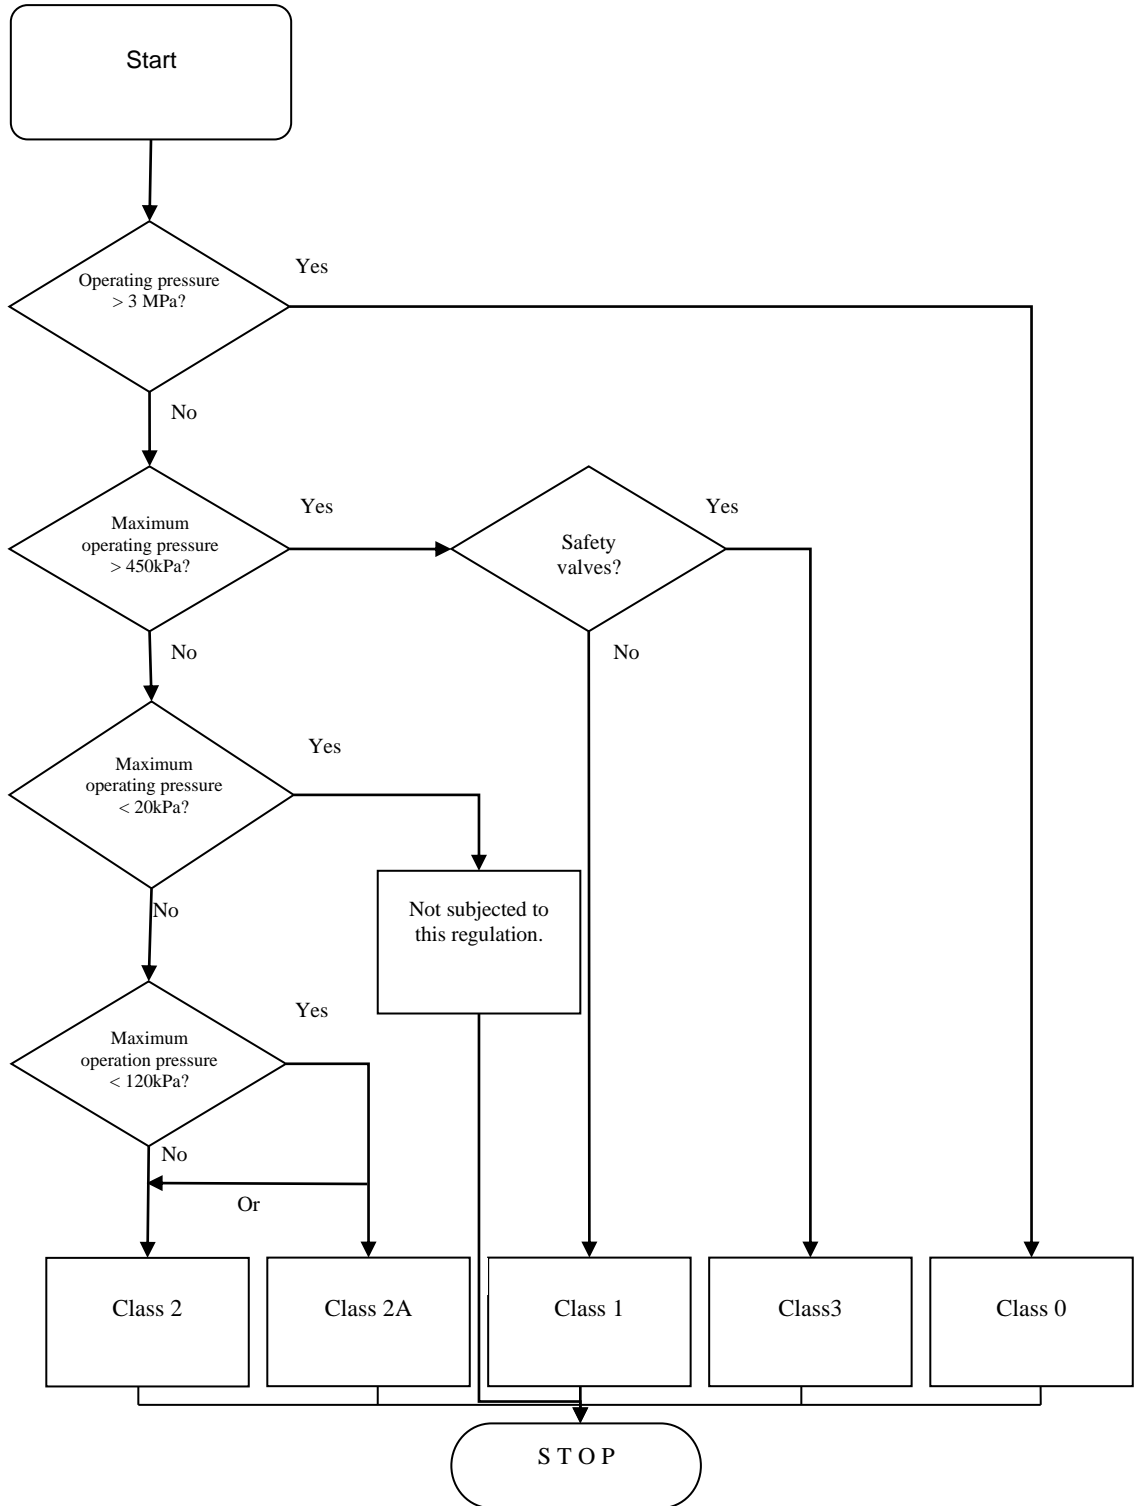 Start
Operating pressure
> 3 MPa?
Yes
No
Maximum
operating pressure
> 450kPa?
Yes
Safety
valves?
Yes
No
No
Maximum
operating pressure
< 20kPa?
Yes
Not subjected to
this regulation.
No
Maximum
operation pressure
< 120kPa?
Yes
No
Or
Class 2
Class 2A
Class 1
Class3
Class 0
S T O P